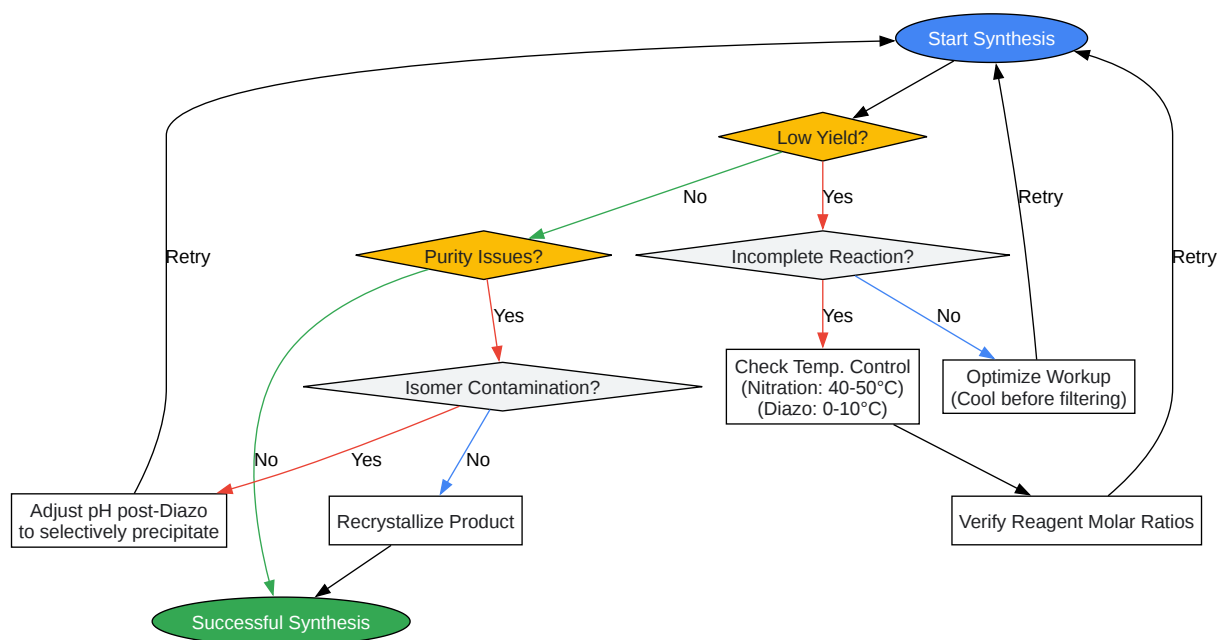 Start Synthesis
Low Yield?
No
Yes
Retry
Retry
Retry
Purity Issues?
Incomplete Reaction?
Yes
Yes
No
Check Temp. Control
(Nitration: 40-50°C)
(Diazo: 0-10°C)
Optimize Workup
(Cool before filtering)
Isomer Contamination?
No
Yes
No
Adjust pH post-Diazo
to selectively precipitate
Recrystallize Product
Verify Reagent Molar Ratios
Successful Synthesis